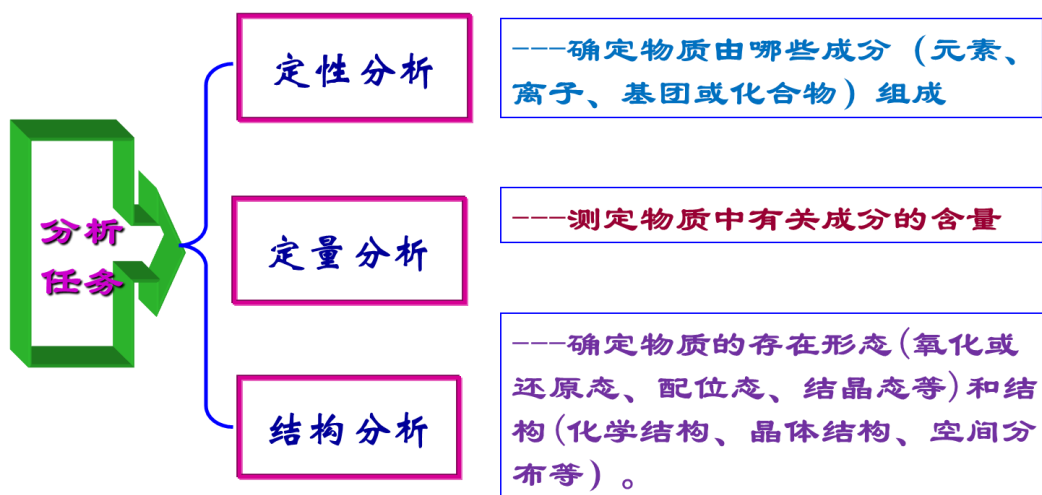 分析
任务
定性分析
---确定物质由哪些成分（元素、
离子、基团或化合物）组成
定量分析
---测定物质中有关成分的含量
结构分析
---确定物质的存在形态(氧化或
还原态、配位态、结晶态等)和结
构(化学结构、晶体结构、空间分
布等）。